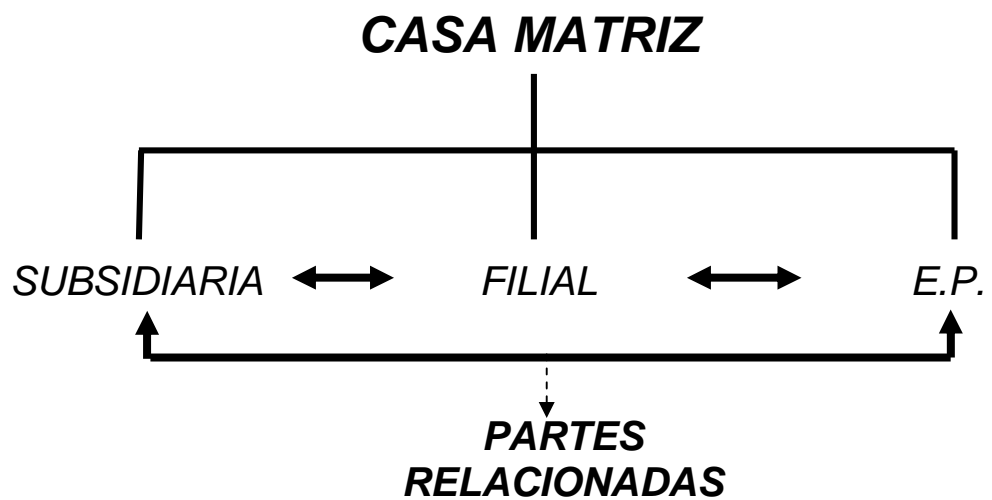 CASA MATRIZ
SUBSIDIARIA FILIAL E.P.
PARTES
RELACIONADAS